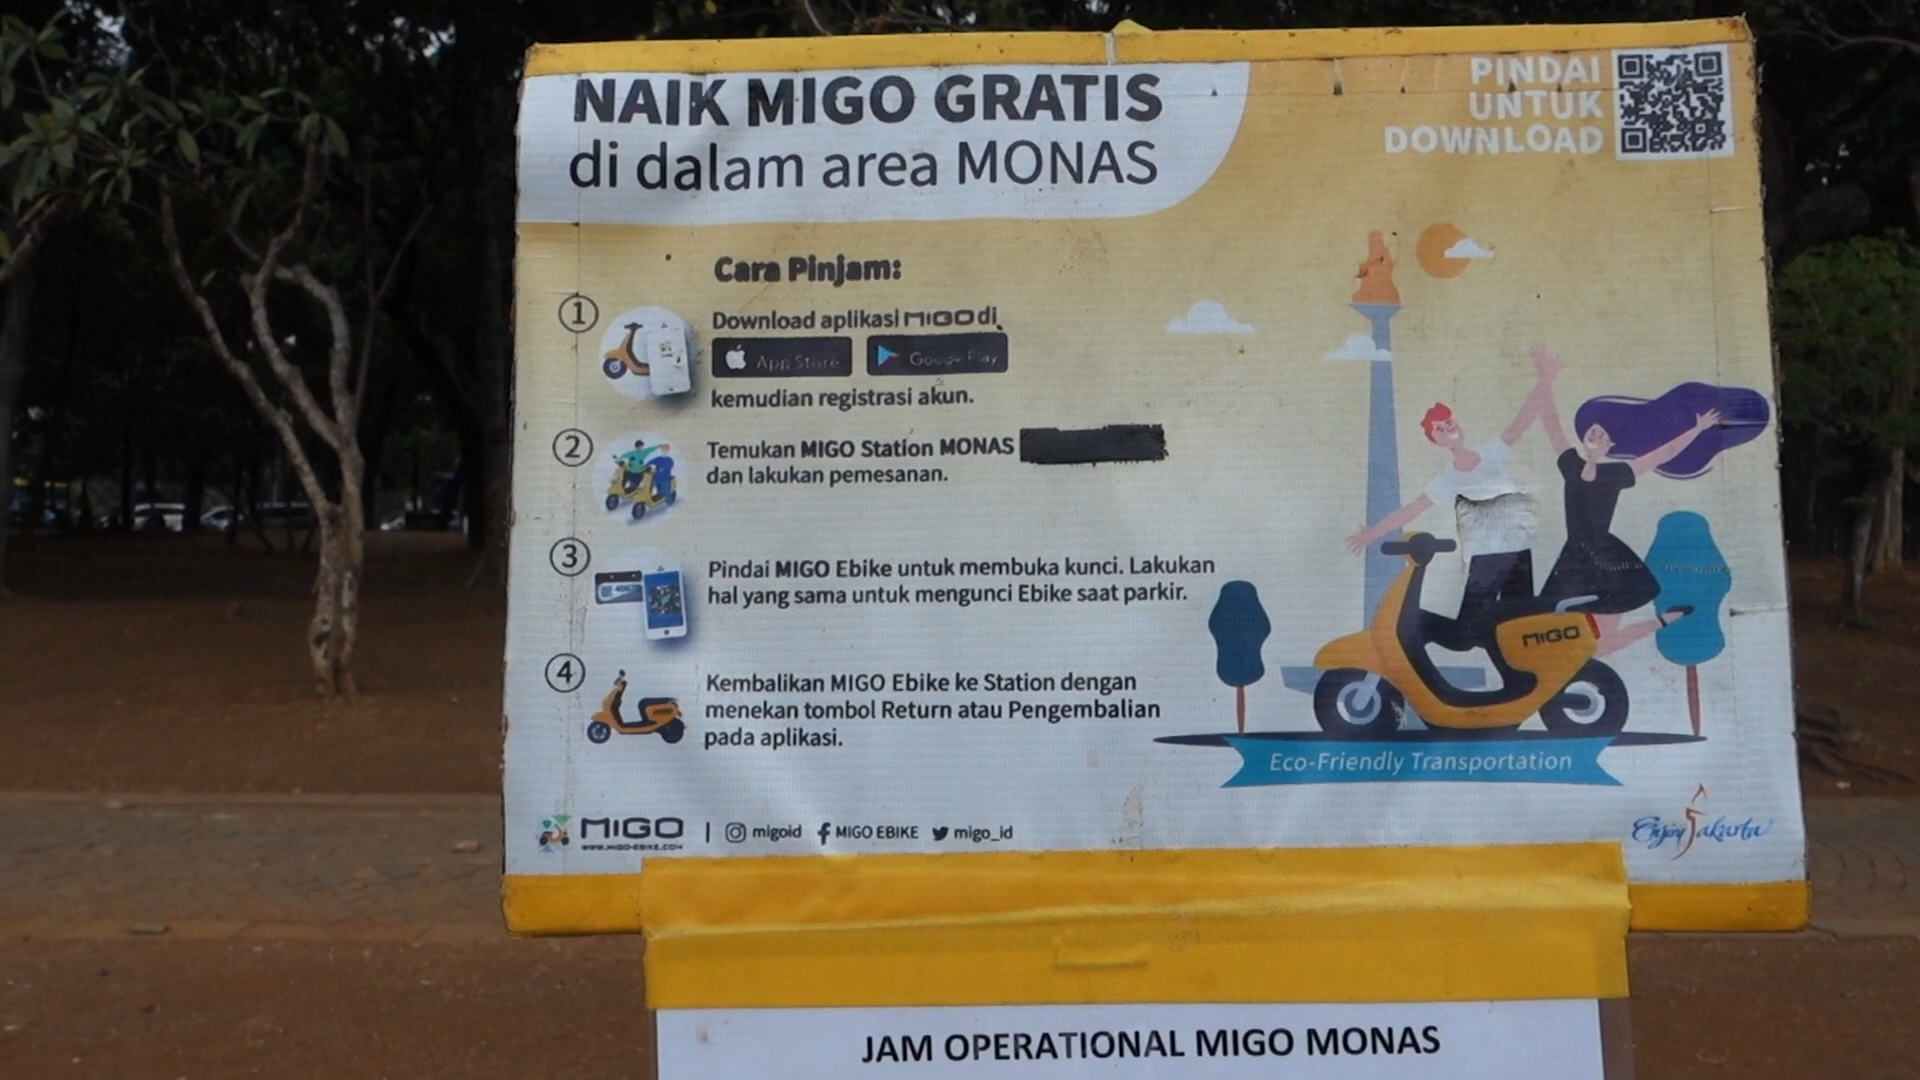 NAIK MIGO GRATIS
di dalam area MONAS
PINDAI
UNTUK
DOWNLOAD
Cara Pinjam:
1
Download aplikasi MIGO di
App Store
Google Play
kemudian registrasi akun.
2
Temukan MIGO Station MONAS
dan lakukan pemesanan.
3
Pindai MIGO Ebike untuk membuka kunci. Lakukan
hal yang sama untuk mengunci Ebike saat parkir.
4
Kembalikan MIGO Ebike ke Station dengan
menekan tombol Return atau Pengembalian
pada aplikasi.
MIGO
Eco-Friendly Transportation
MIGO | migoid MIGO EBIKE migo_id
WWW.MIGO-EBIKE.COM
Enjoy Jakarta
JAM OPERATIONAL MIGO MONAS